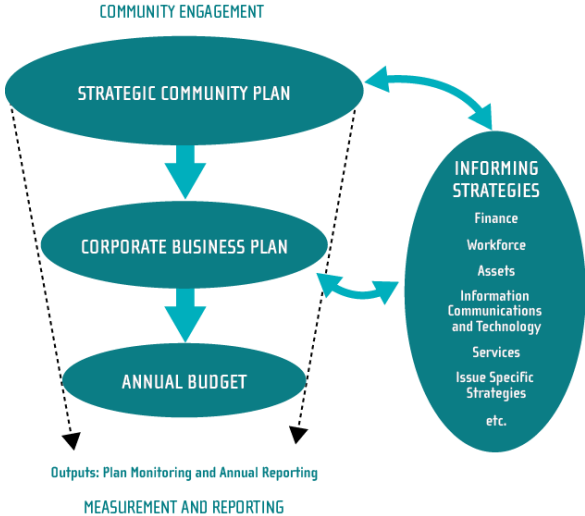 COMMUNITY ENGAGEMENT
STRATEGIC COMMUNITY PLAN
CORPORATE BUSINESS PLAN
ANNUAL BUDGET
INFORMING
STRATEGIES
Finance
Workforce
Assets
Information
Communications
and Technology
Services
Issue Specific
Strategies
etc.
Outputs: Plan Monitoring and Annual Reporting
MEASUREMENT AND REPORTING